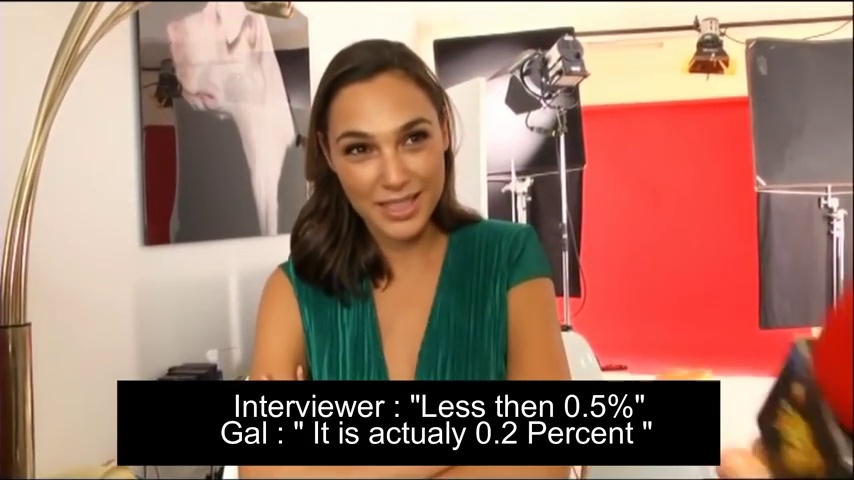 Interviewer : "Less then 0.5%"
Gal : " It is actualy 0.2 Percent "